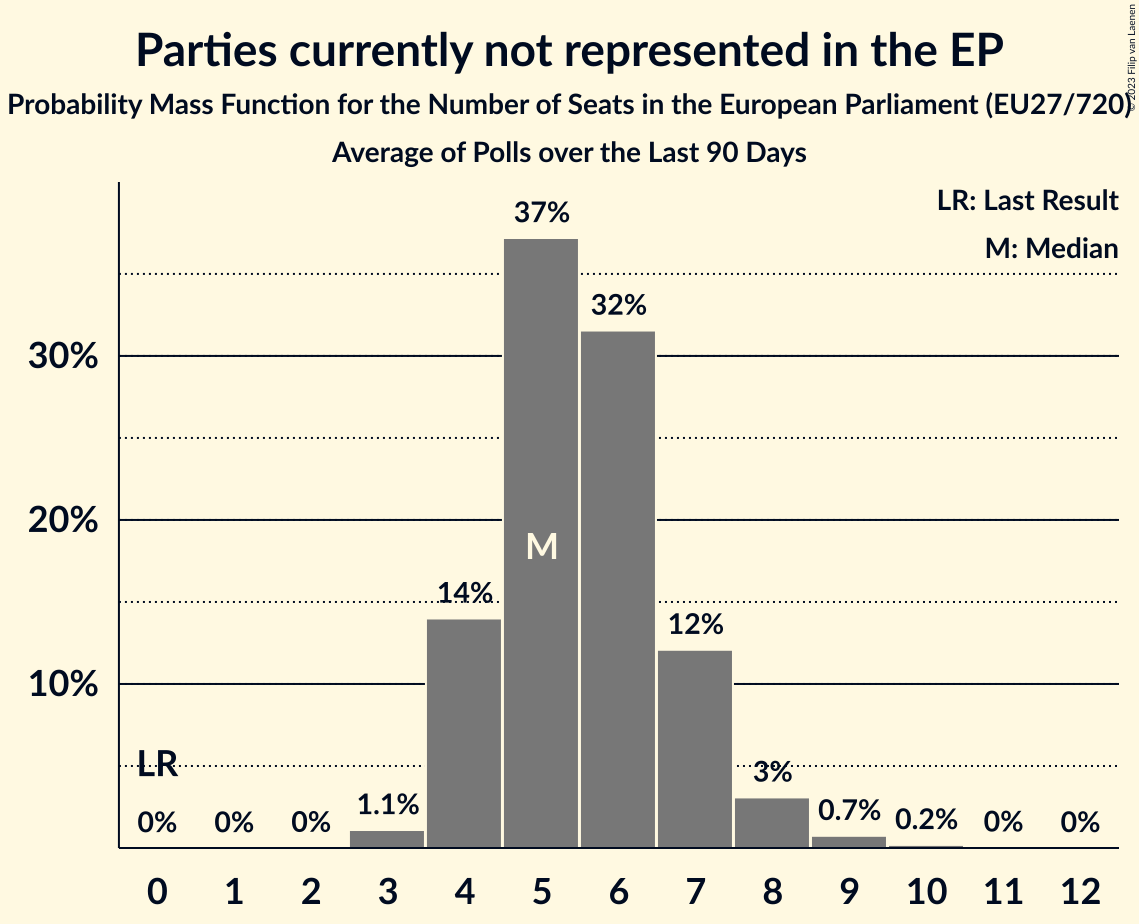 Parties currently not represented in the EP
Probability Mass Function for the Number of Seats in the European Parliament (EU27/720)
Average of Polls over the Last 90 Days
© 2023 Filip van Laenen
LR: Last Result
M: Median
37%
32%
30%
20%
M
14%
12%
10%
LR
3%
0% 0% 0% 1.1% 0.7% 0.2% 0% 0%
0 1 2 3 4 5 6 7 8 9 10 11 12